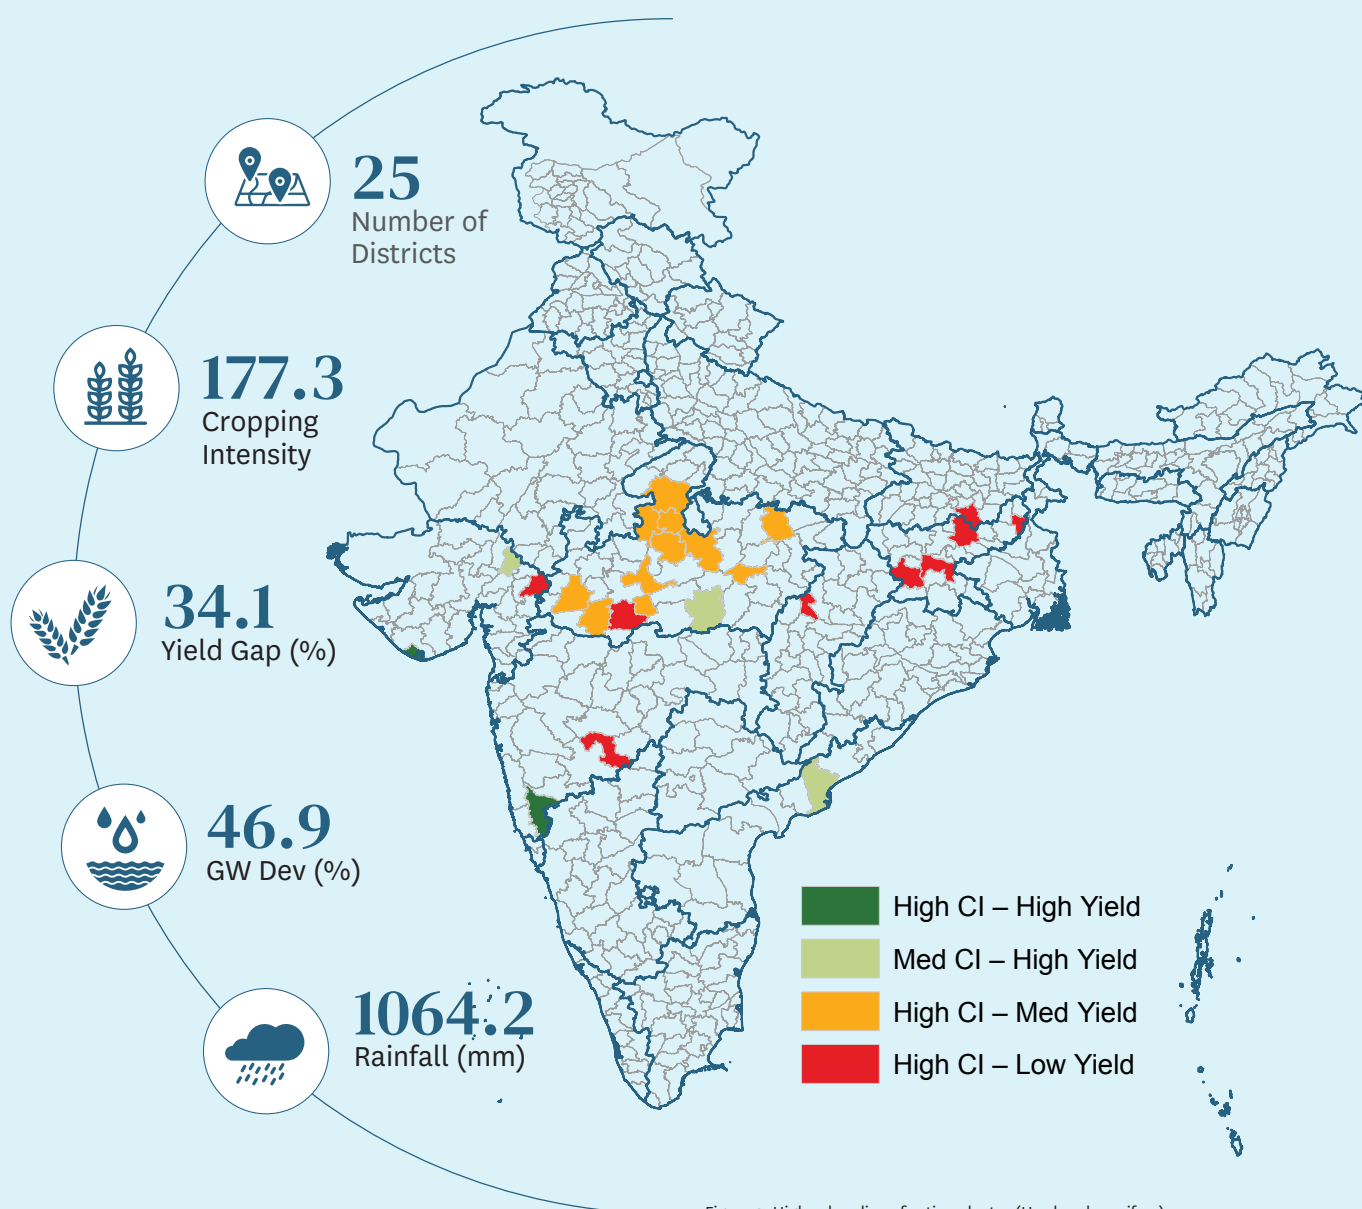 25
Number of
Districts
177.3
Cropping
Intensity
34.1
Yield Gap (%)
46.9
GW Dev (%)
1064.2
Rainfall (mm)
High CI – High Yield
Med CI – High Yield
High CI – Med Yield
High CI – Low Yield